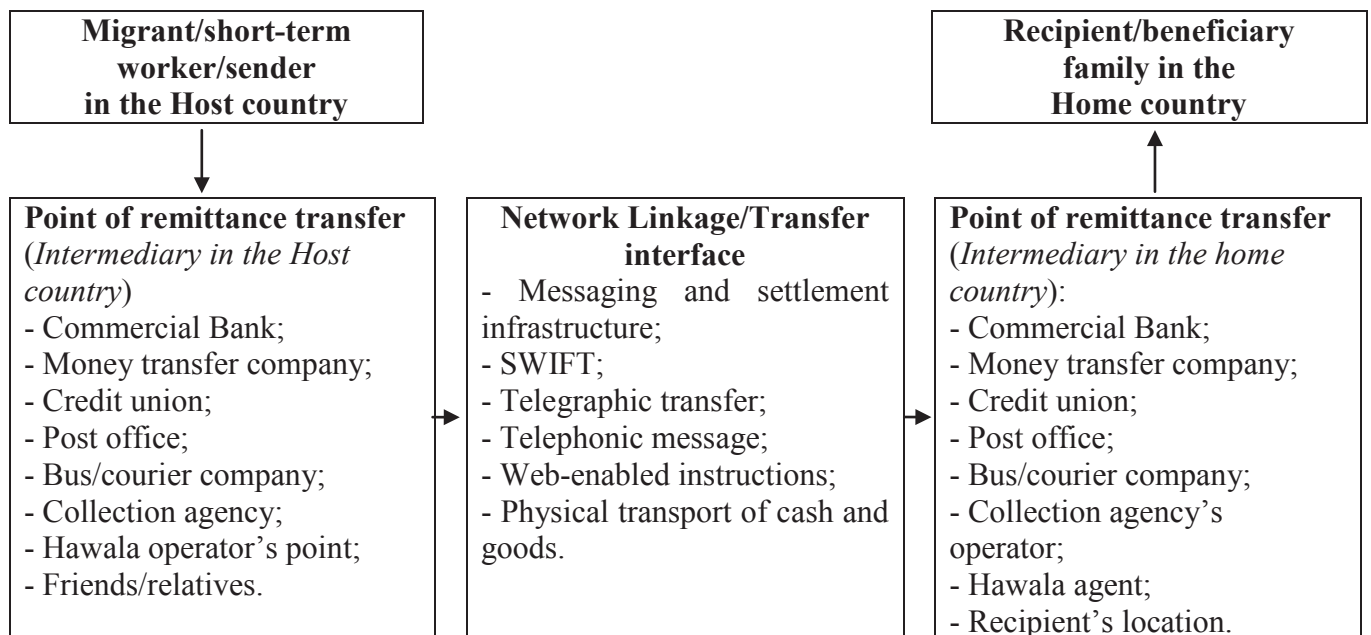 Migrant/short-term
worker/sender
in the Host country
Recipient/beneficiary
family in the
Home country
Point of remittance transfer
(Intermediary in the Host
country)
- Commercial Bank;
- Money transfer company;
- Credit union;
- Post office;
- Bus/courier company;
- Collection agency;
- Hawala operator’s point;
- Friends/relatives.
Network Linkage/Transfer
interface
- Messaging and settlement
infrastructure;
- SWIFT;
- Telegraphic transfer;
- Telephonic message;
- Web-enabled instructions;
- Physical transport of cash and
goods.
Point of remittance transfer
(Intermediary in the home
country):
- Commercial Bank;
- Money transfer company;
- Credit union;
- Post office;
- Bus/courier company;
- Collection agency’s
operator;
- Hawala agent;
- Recipient’s location.